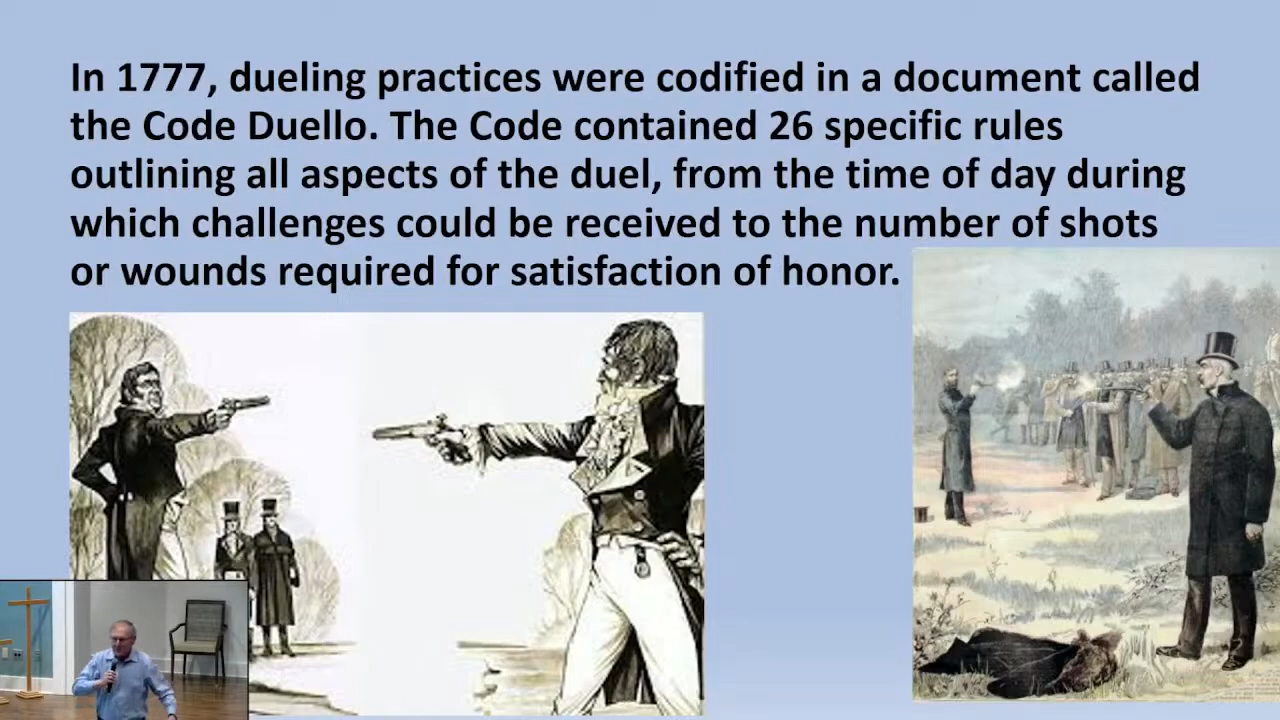 In 1777, dueling practices were codified in a document called
the Code Duello. The Code contained 26 specific rules
outlining all aspects of the duel, from the time of day during
which challenges could be received to the number of shots
or wounds required for satisfaction of honor.